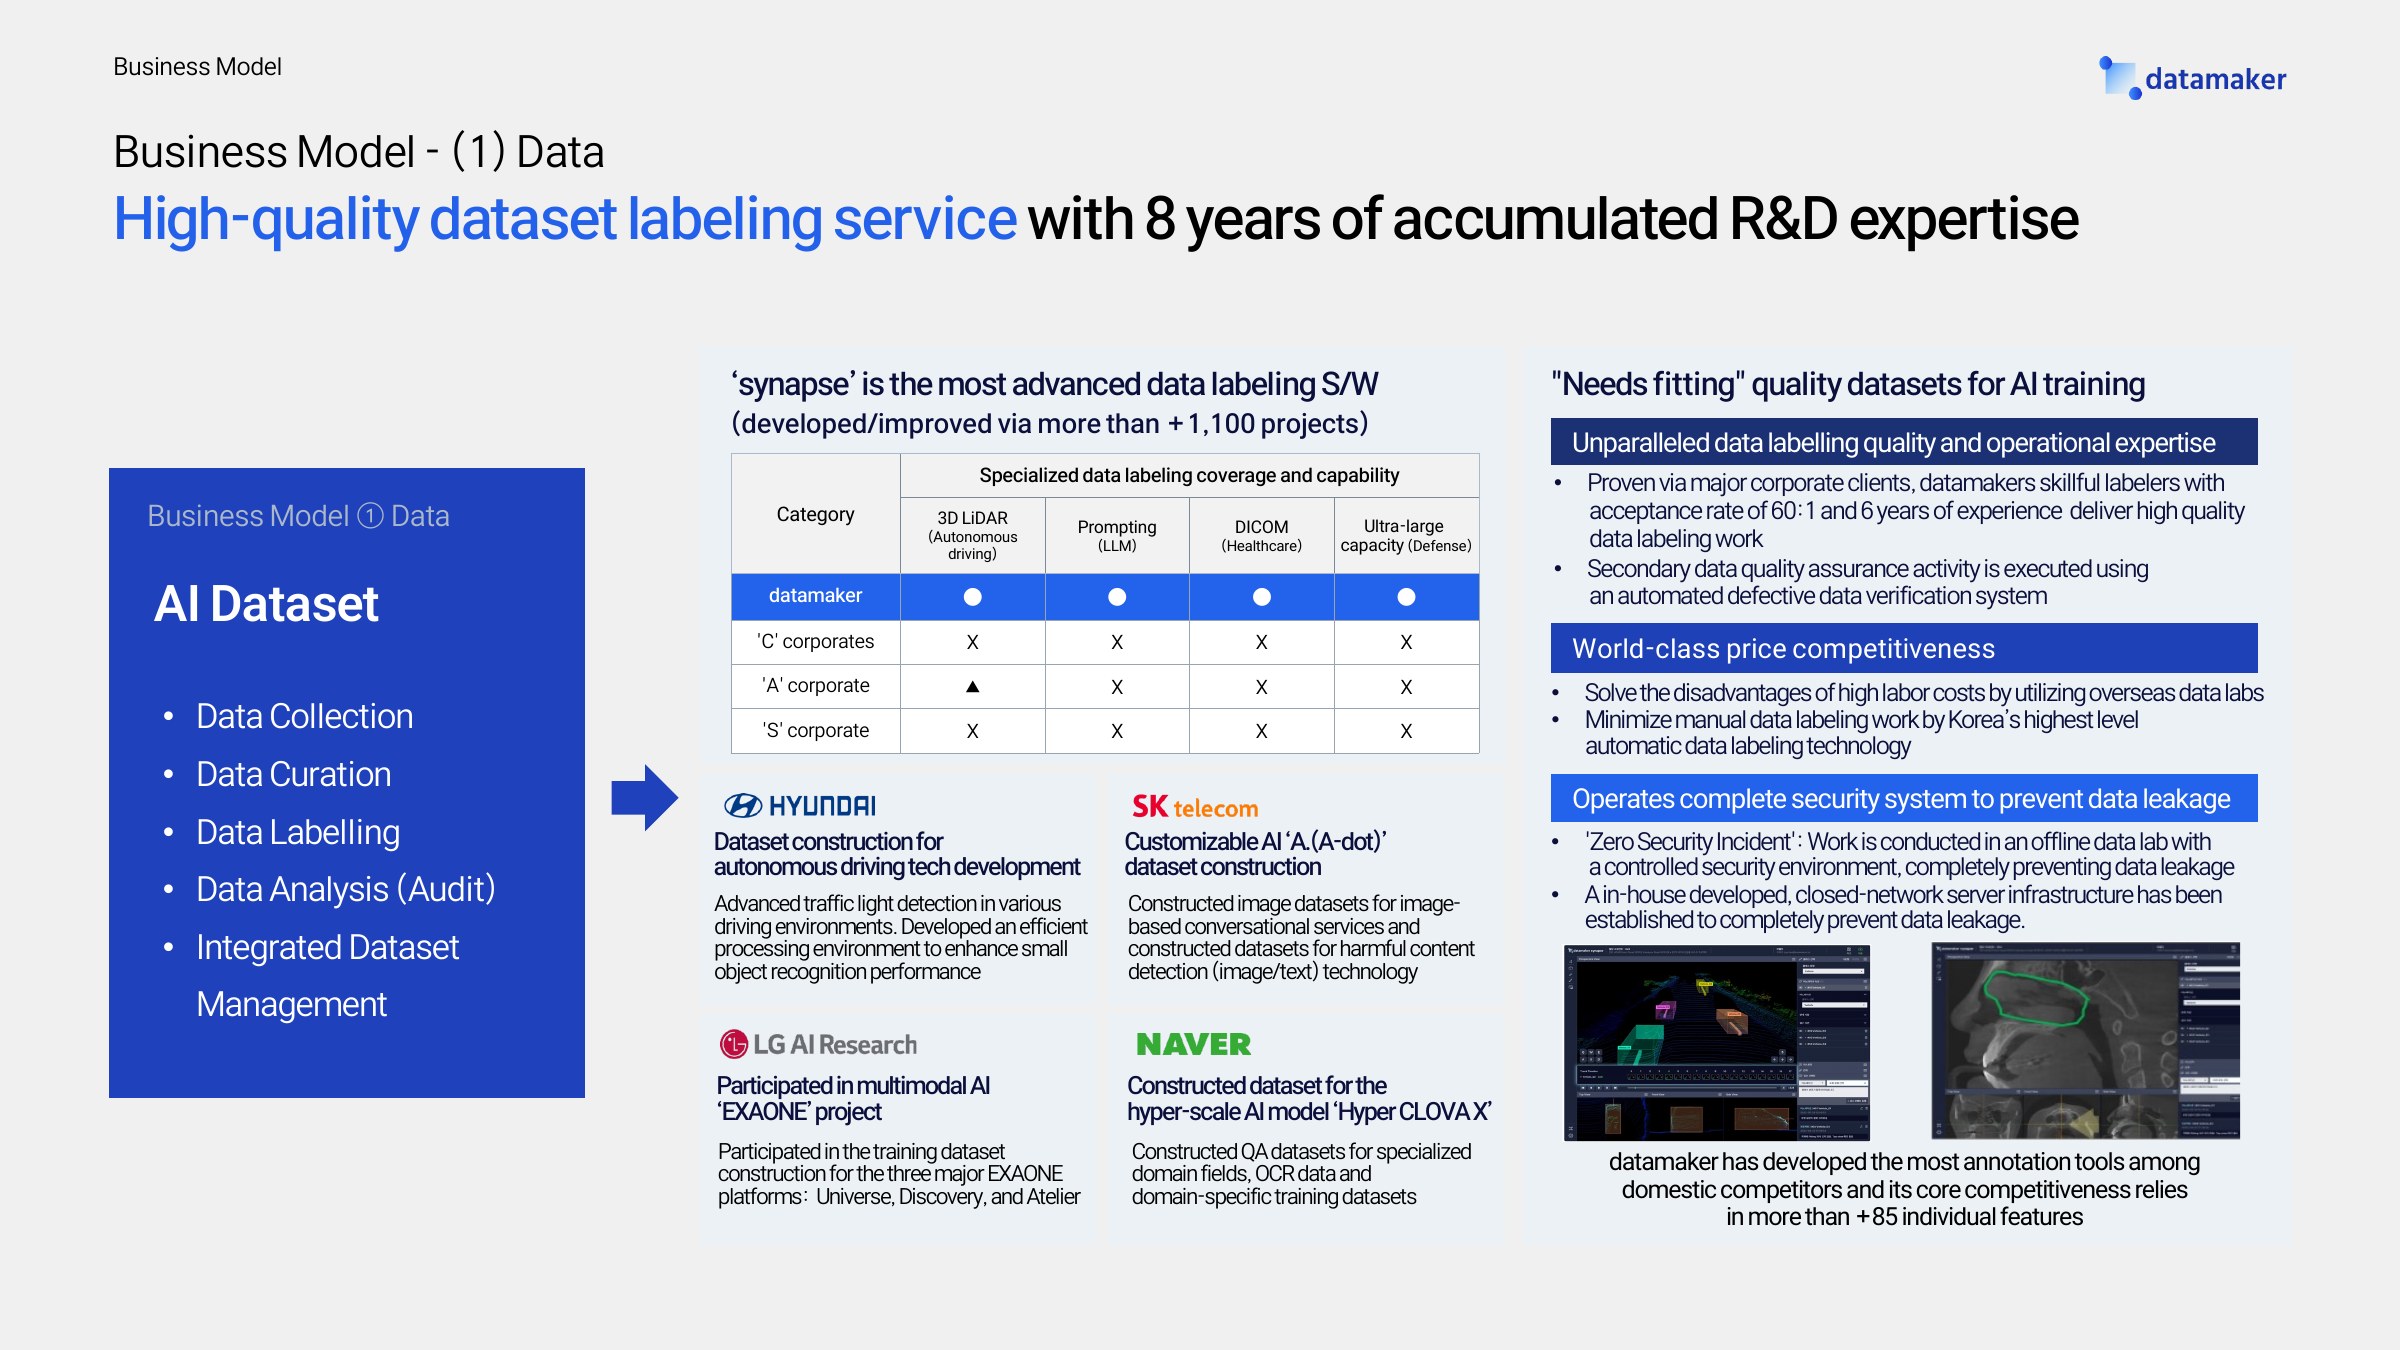 Business Model
datamaker
Business Model - (1) Data
High-quality dataset labeling service with 8 years of accumulated R&D expertise
Business Model ① Data
AI Dataset
• Data Collection
• Data Curation
• Data Labelling
• Data Analysis (Audit)
• Integrated Dataset
Management
‘synapse’ is the most advanced data labeling S/W
(developed/improved via more than +1,100 projects)
Category
Specialized data labeling coverage and capability
3D LiDAR
(Autonomous
driving)
Prompting
(LLM)
DICOM
(Healthcare)
Ultra-large
capacity (Defense)
datamaker ● ● ● ●
'C' corporates X X X X
'A' corporate ▲ X X X
'S' corporate X X X X
HYUNDAI
Dataset construction for
autonomous driving tech development
Advanced traffic light detection in various
driving environments. Developed an efficient
processing environment to enhance small
object recognition performance
SK telecom
Customizable AI ‘A.(A-dot)’
dataset construction
Constructed image datasets for image-
based conversational services and
constructed datasets for harmful content
detection (image/text) technology
LG AI Research
Participated in multimodal AI
‘EXAONE’ project
Participated in the training dataset
construction for the three major EXAONE
platforms: Universe, Discovery, and Atelier
NAVER
Constructed dataset for the
hyper-scale AI model ‘Hyper CLOVA X’
Constructed QA datasets for specialized
domain fields, OCR data and
domain-specific training datasets
"Needs fitting" quality datasets for AI training
Unparalleled data labelling quality and operational expertise
• Proven via major corporate clients, datamakers skillful labelers with
acceptance rate of 60:1 and 6 years of experience deliver high quality
data labeling work
• Secondary data quality assurance activity is executed using
an automated defective data verification system
World-class price competitiveness
• Solve the disadvantages of high labor costs by utilizing overseas data labs
• Minimize manual data labeling work by Korea's highest level
automatic data labeling technology
Operates complete security system to prevent data leakage
• 'Zero Security Incident': Work is conducted in an offline data lab with
a controlled security environment, completely preventing data leakage
• A in-house developed, closed-network server infrastructure has been
established to completely prevent data leakage.
datamaker has developed the most annotation tools among
domestic competitors and its core competitiveness relies
in more than +85 individual features